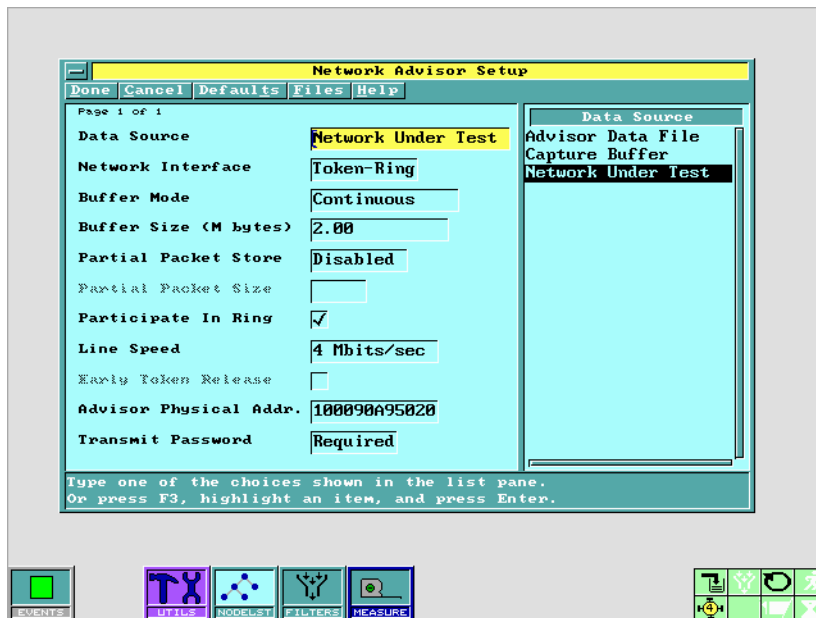 Network Advisor Setup
Done Cancel Defaults Files Help
Page 1 of 1
Data Source Network Under Test
Network Interface Token-Ring
Buffer Mode Continuous
Buffer Size (M bytes) 2.00
Partial Packet Store Disabled
Partial Packet Size
Participate In Ring
Line Speed 4 Mbits/sec
Early Token Release
Advisor Physical Addr. 100090A95020
Transmit Password Required
Data Source
Advisor Data File
Capture Buffer
Network Under Test
Type one of the choices shown in the list pane.
Or press F3, highlight an item, and press Enter.
EVENTS UTILS NODELST FILTERS MEASURE
4